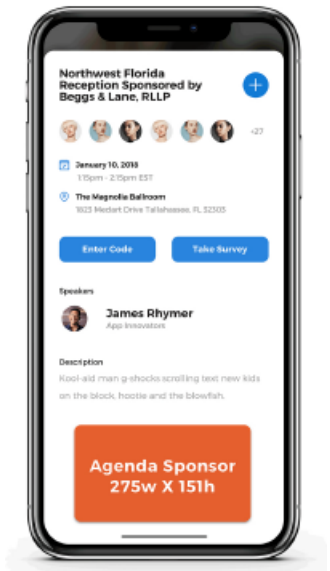 Northwest Florida
Reception Sponsored by
Beggs & Lane, RLLP
+27
January 10, 2018
1:15pm - 2:15pm EST
The Magnolia Ballroom
1623 Medart Drive Tallahassee, FL 32303
Enter Code
Take Survey
Speakers
James Rhymer
App Innovators
Description
Kool-aid man g-shocks scrolling text new kids
on the block, hootie and the blowfish.
Agenda Sponsor
275w X 151h